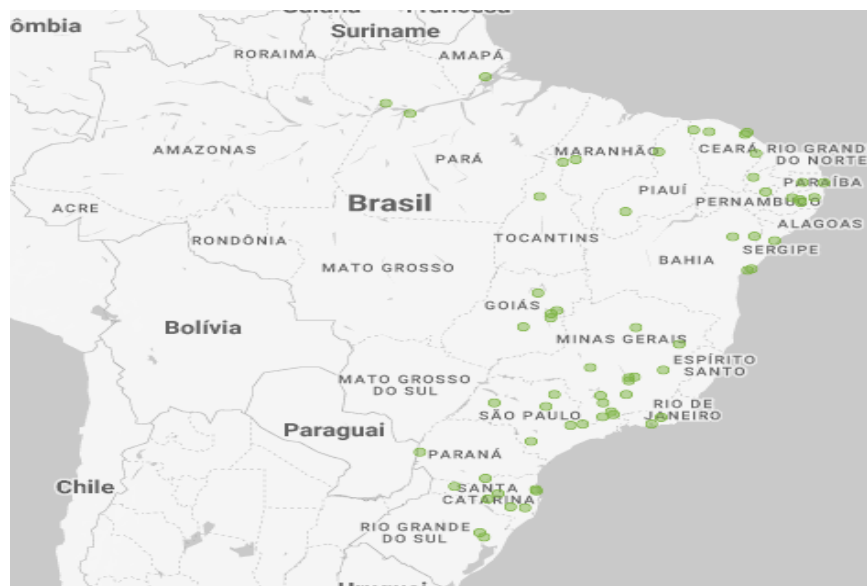 Suriname
ômbia
RORAIMA
AMAPÁ
AMAZONAS
PARÁ
MARANHÃO
CEARÁ
RIO GRANDE
DO NORTE
PIAUÍ
PARAÍBA
PERNAMBUCO
ACRE
Brasil
ALAGOAS
RONDÔNIA
TOCANTINS
SERGIPE
MATO GROSSO
BAHIA
GOIÁS
Bolívia
MINAS GERAIS
ESPÍRITO
SANTO
MATO GROSSO
DO SUL
SÃO PAULO
RIO DE
JANEIRO
Paraguai
PARANÁ
Chile
SANTA
CATARINA
RIO GRANDE
DO SUL